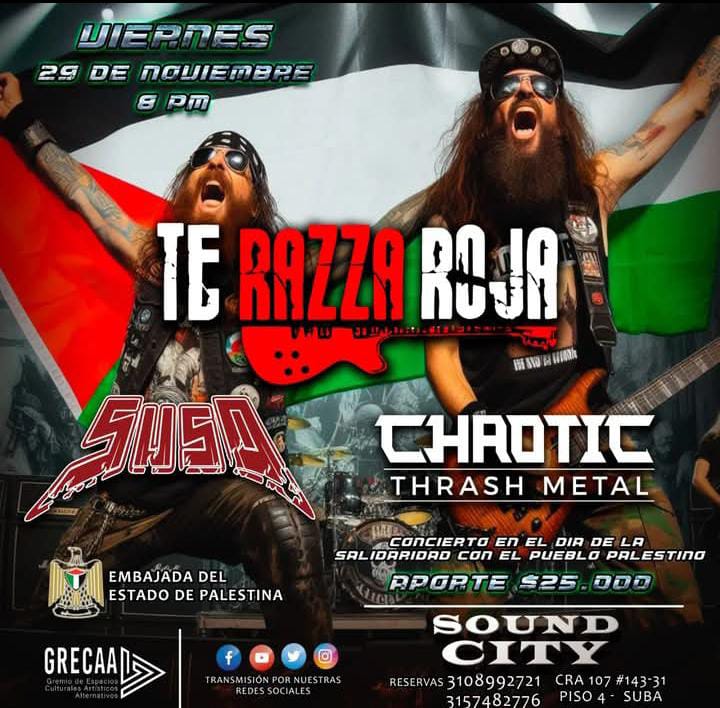 VIERNES
29 DE NOVIEMBRE
8 PM
TE RAZZA ROJA
SUSO
CHAOTIC
THRASH METAL
CONCIERTO EN EL DIA DE LA
SALIDARIDAD CON EL PUEBLO PALESTINO
APORTE $25.000
EMBAJADA DEL
ESTADO DE PALESTINA
SOUND
CITY
GRECAA
Gremio de Espacios
Culturales Artísticos
Alternativos
TRANSMISIÓN POR NUESTRAS
REDES SOCIALES
RESERVAS 3108992721
3157482776
CRA 107 #143-31
PISO 4 - SUBA